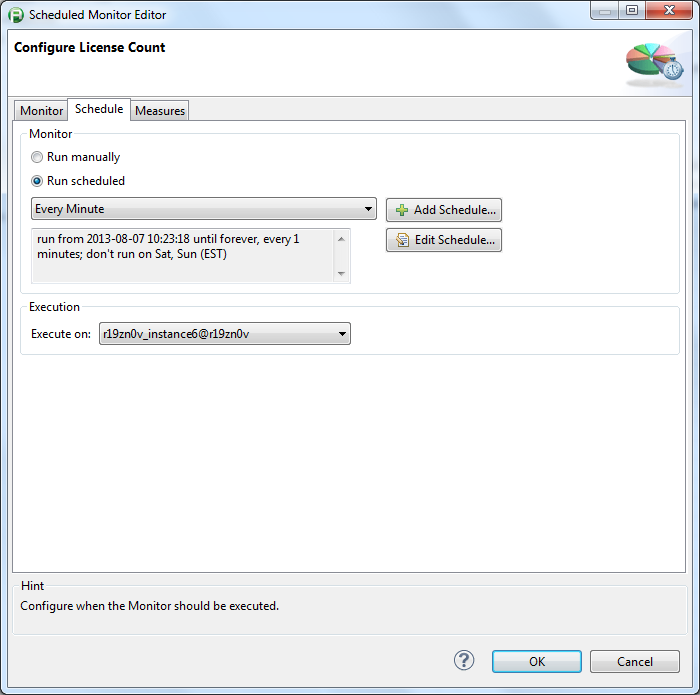 Scheduled Monitor Editor
Configure License Count
Monitor Schedule Measures
Monitor
Run manually
Run scheduled
Every Minute Add Schedule...
run from 2013-08-07 10:23:18 until forever, every 1
minutes; don't run on Sat, Sun (EST)
Edit Schedule...
Execution
Execute on: r19zn0v_instance6@r19zn0v
Hint
Configure when the Monitor should be executed.
? OK Cancel